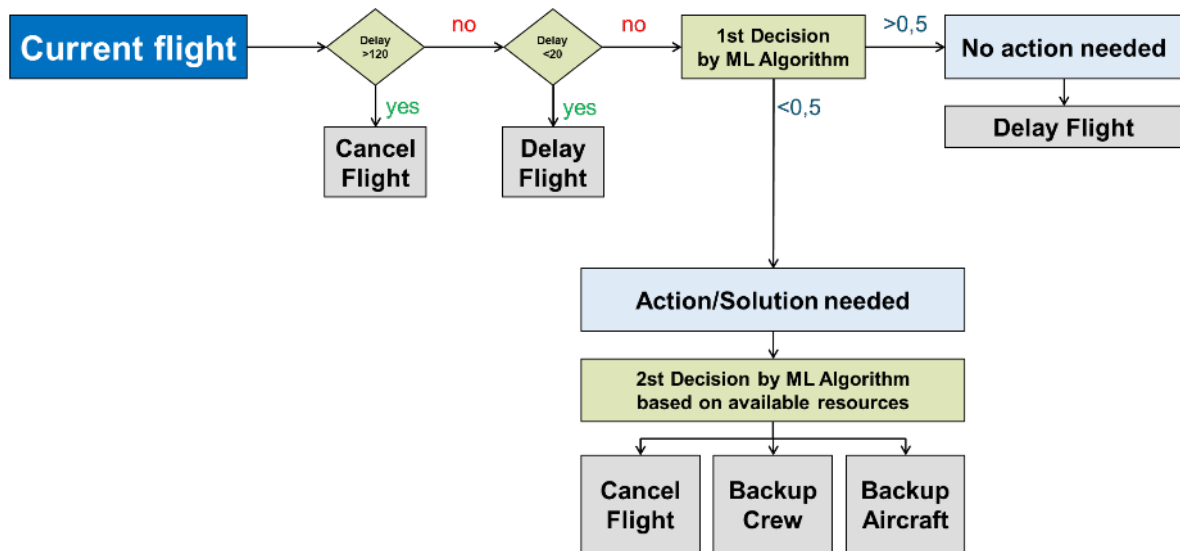 Current flight
Delay
>120
no
Delay
<20
no
1st Decision
by ML Algorithm
>0,5
No action needed
yes
Cancel
Flight
yes
Delay
Flight
<0,5
Delay Flight
Action/Solution needed
2st Decision by ML Algorithm
based on available resources
Cancel
Flight
Backup
Crew
Backup
Aircraft